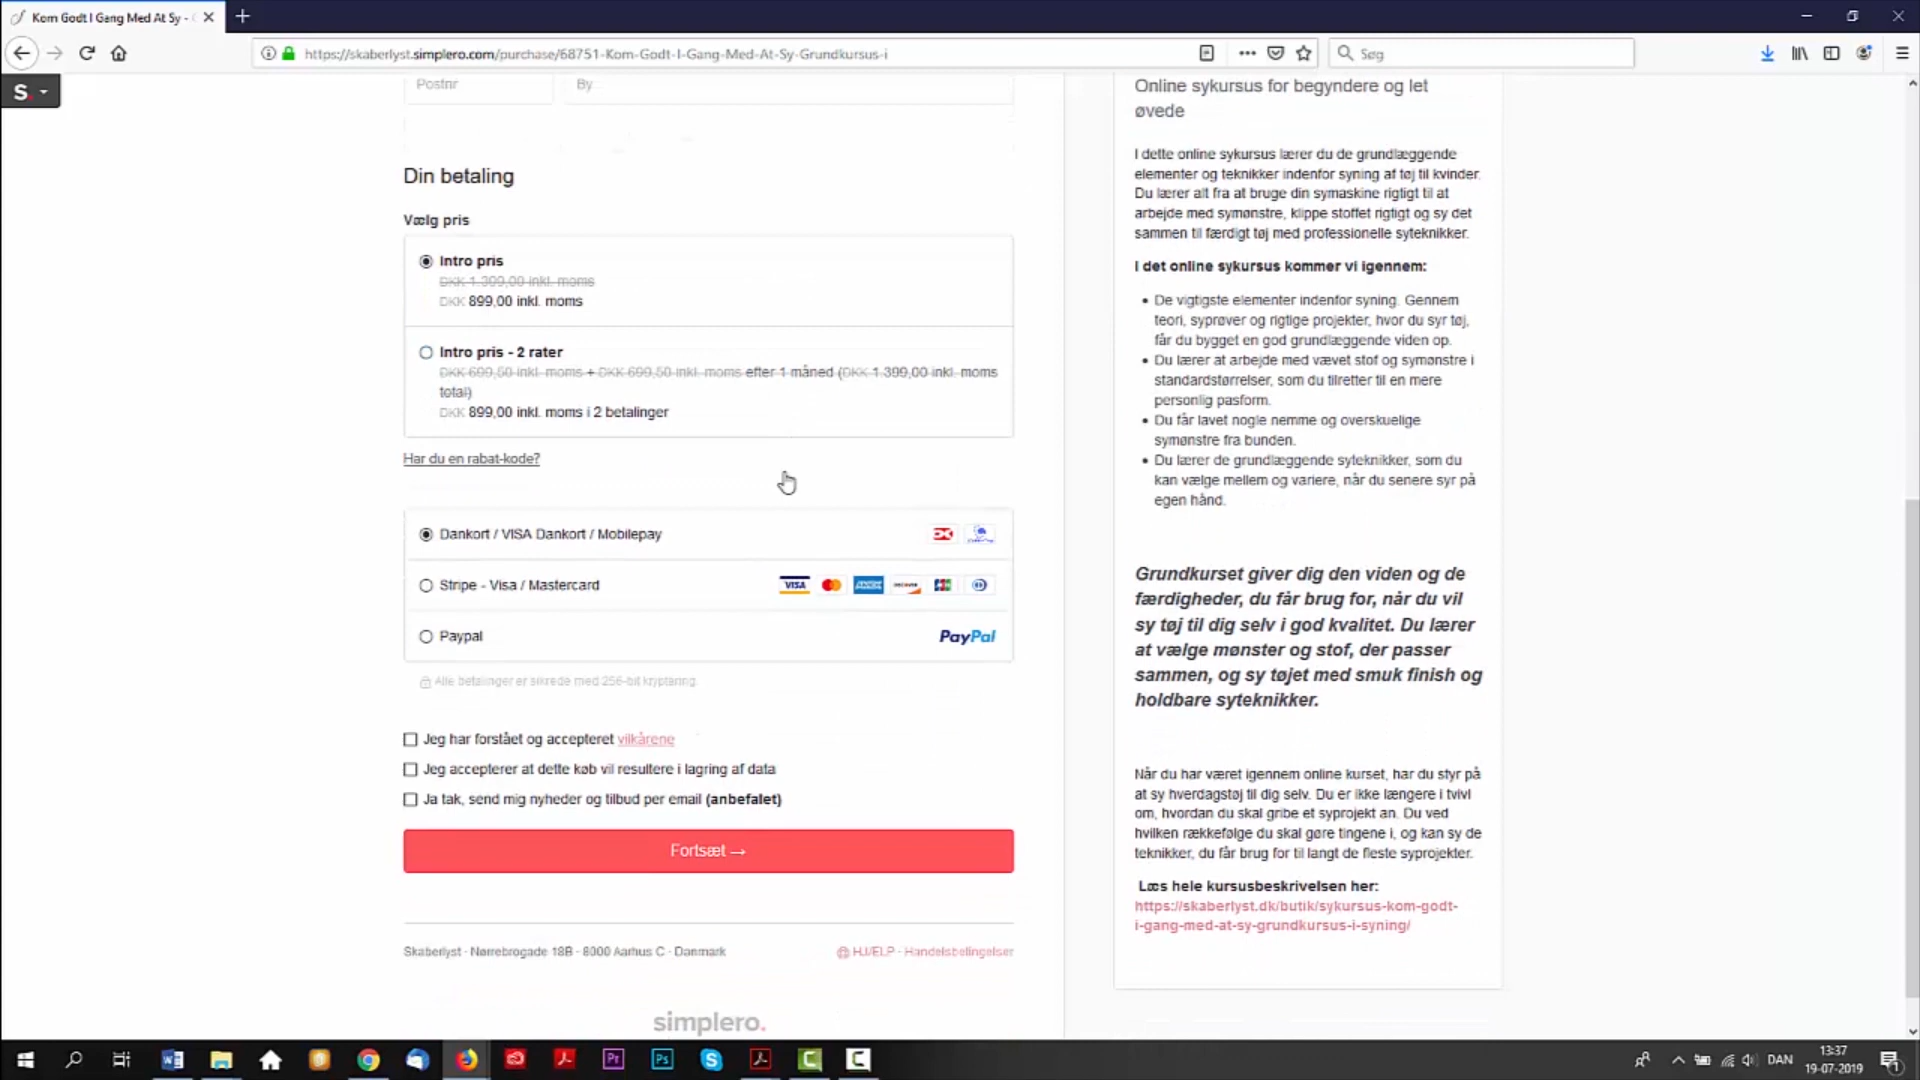 Kom Godt I Gang Med At Sy -
https://skaberlyst.simplero.com/purchase/68751-Kom-Godt-I-Gang-Med-At-Sy-Grundkursus-i
Søg
S.
Postnr
By
Din betaling
Vælg pris
Intro pris
DKK 1.399,00 inkl. moms
DKK 899,00 inkl. moms
Intro pris - 2 rater
DKK 699,50 inkl. moms + DKK 699,50 inkl. moms efter 1 måned (DKK 1.399,00 inkl. moms
total)
DKK 899,00 inkl. moms i 2 betalinger
Har du en rabat-kode?
Dankort / VISA Dankort / Mobilepay
Stripe - Visa / Mastercard
VISA
Paypal
PayPal
Alle betalinger er sikrede med 256-bit kryptering.
Jeg har forstået og accepteret vilkårene
Jeg accepterer at dette køb vil resultere i lagring af data
Ja tak, send mig nyheder og tilbud per email (anbefalet)
Fortsæt →
Skaberlyst · Nørrebrogade 18B · 8000 Aarhus C · Danmark
HJÆLP · Handelsbetingelser
simplero.
Online sykursus for begyndere og let
øvede
I dette online sykursus lærer du de grundlæggende
elementer og teknikker indenfor syning af tøj til kvinder.
Du lærer alt fra at bruge din symaskine rigtigt til at
arbejde med symønstre, klippe stoffet rigtigt og sy det
sammen til færdigt tøj med professionelle syteknikker.
I det online sykursus kommer vi igennem:
• De vigtigste elementer indenfor syning. Gennem
teori, syprøver og rigtige projekter, hvor du syr tøj,
får du bygget en god grundlæggende viden op.
• Du lærer at arbejde med vævet stof og symønstre i
standardstørrelser, som du tilretter til en mere
personlig pasform.
• Du får lavet nogle nemme og overskuelige
symønstre fra bunden.
• Du lærer de grundlæggende syteknikker, som du
kan vælge mellem og variere, når du senere syr på
egen hånd.
Grundkurset giver dig den viden og de
færdigheder, du får brug for, når du vil
sy tøj til dig selv i god kvalitet. Du lærer
at vælge mønster og stof, der passer
sammen, og sy tøjet med smuk finish og
holdbare syteknikker.
Når du har været igennem online kurset, har du styr på
at sy hverdagstøj til dig selv. Du er ikke længere i tvivl
om, hvordan du skal gribe et syprojekt an. Du ved
hvilken rækkefølge du skal gøre tingene i, og kan sy de
teknikker, du får brug for til langt de fleste syprojekter.
Læs hele kursusbeskrivelsen her:
https://skaberlyst.dk/butik/sykursus-kom-godt-
i-gang-med-at-sy-grundkursus-i-syning/
Pr
Ps
DAN
13:37
19-07-2019